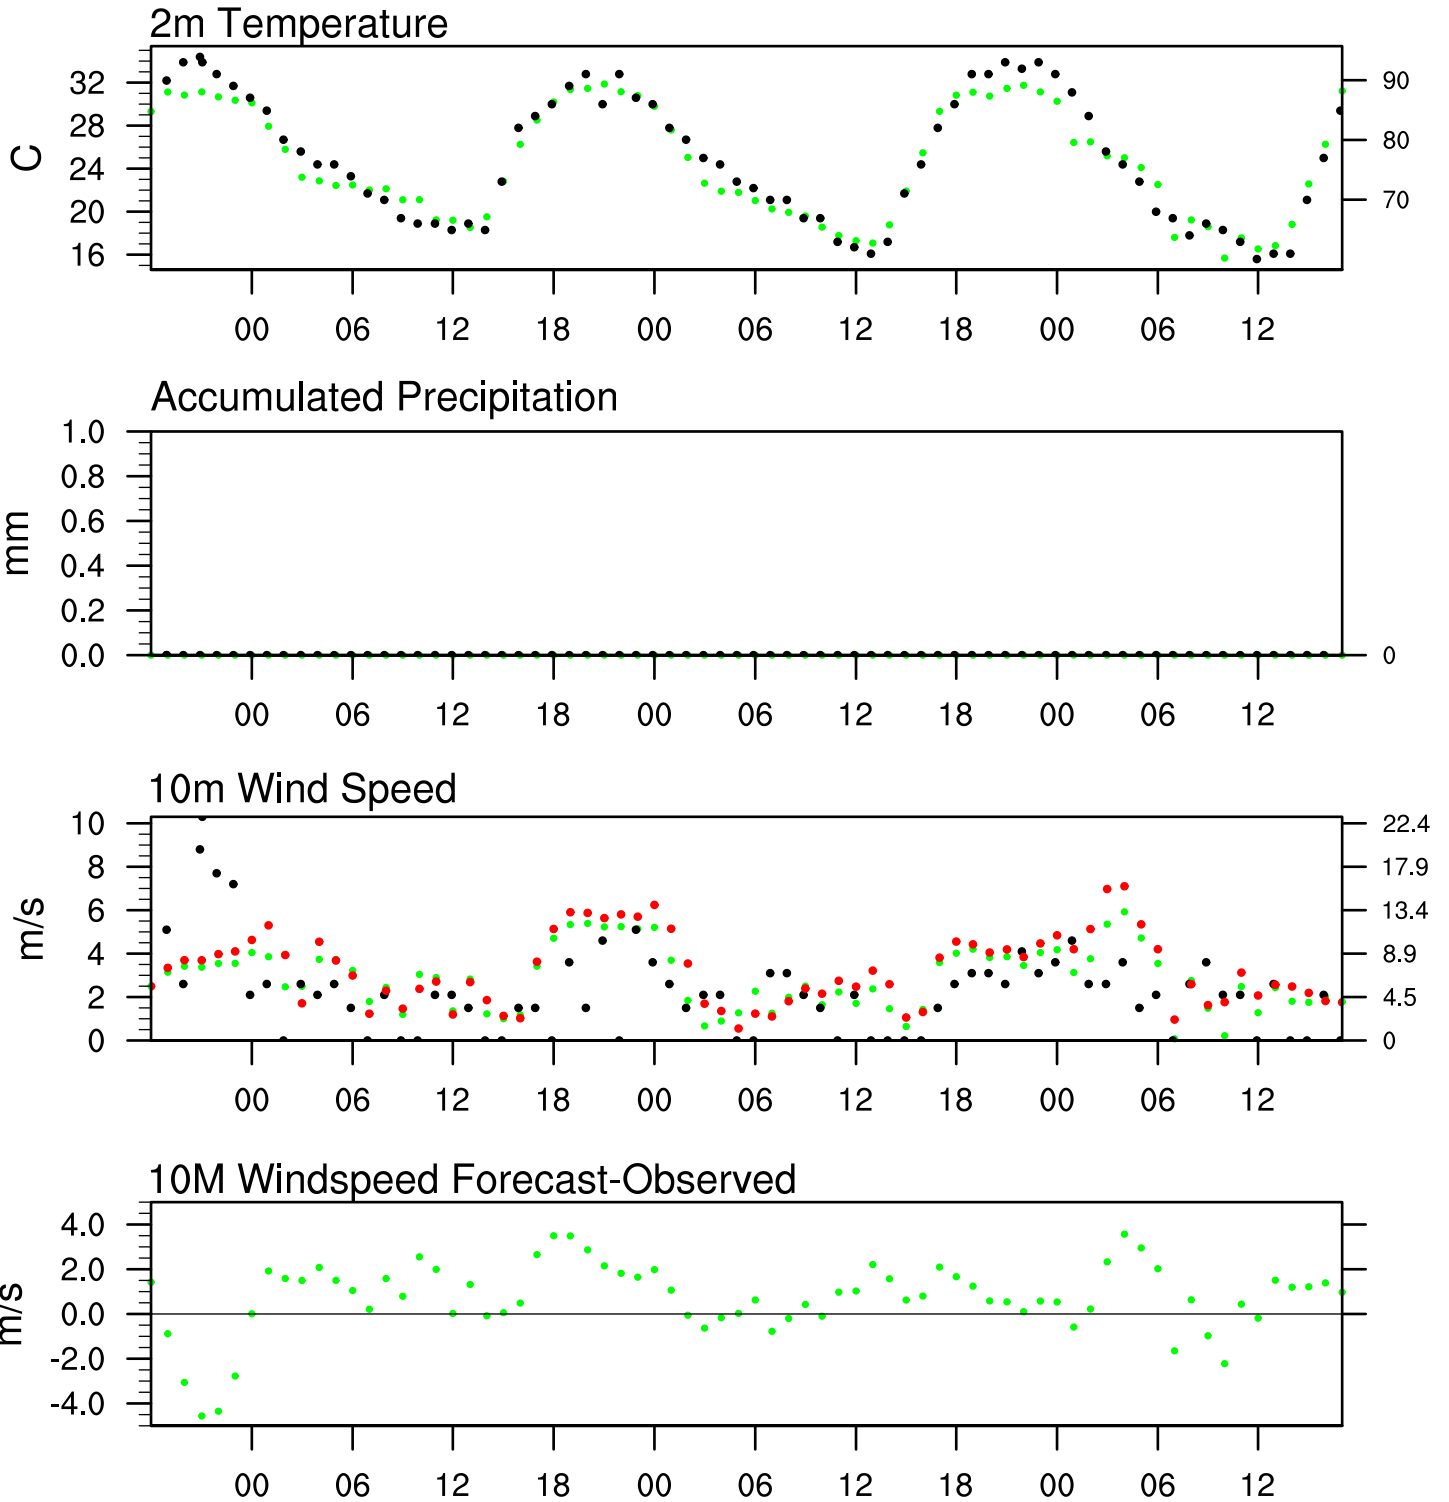 2m Temperature
32
28
24
20
16
C
90
80
70
00 06 12 18 00 06 12 18 00 06 12
Accumulated Precipitation
1.0
0.8
0.6
0.4
0.2
0.0
mm
0
00 06 12 18 00 06 12 18 00 06 12
10m Wind Speed
10
8
6
4
2
0
m/s
22.4
17.9
13.4
8.9
4.5
0
00 06 12 18 00 06 12 18 00 06 12
10M Windspeed Forecast-Observed
4.0
2.0
0.0
-2.0
-4.0
m/s
00 06 12 18 00 06 12 18 00 06 12